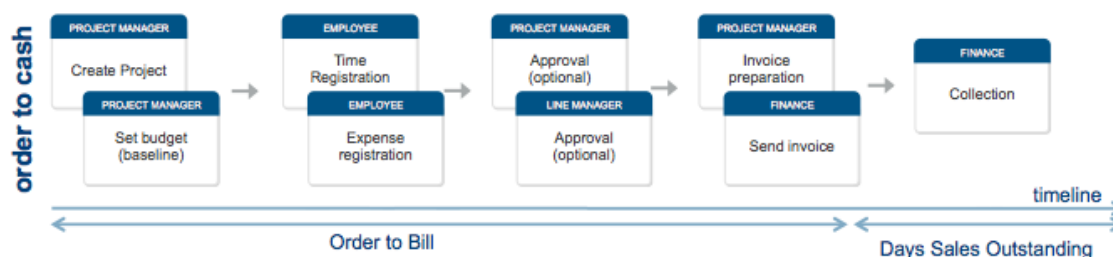 order to cash
PROJECT MANAGER
Create Project
PROJECT MANAGER
Set budget
(baseline)
EMPLOYEE
Time
Registration
EMPLOYEE
Expense
registration
PROJECT MANAGER
Approval
(optional)
LINE MANAGER
Approval
(optional)
PROJECT MANAGER
Invoice
preparation
FINANCE
Send invoice
FINANCE
Collection
timeline
Order to Bill
Days Sales Outstanding